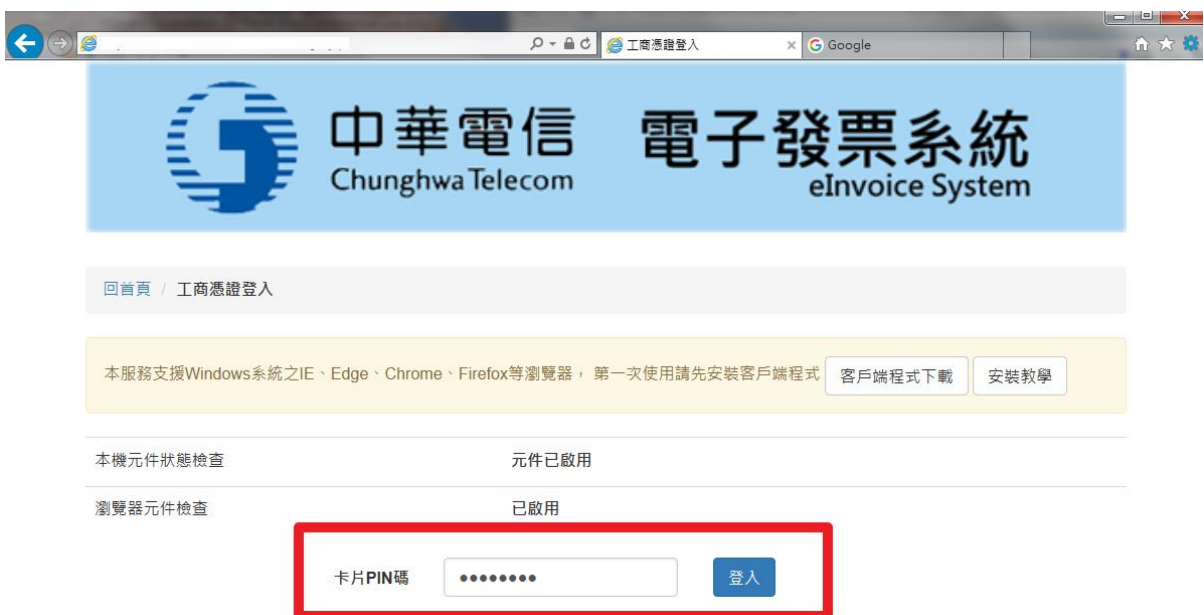 工商憑證登入
Google
中華電信 電子發票系統
Chunghwa Telecom eInvoice System
回首頁 / 工商憑證登入
本服務支援Windows系統之IE、Edge、Chrome、Firefox等瀏覽器， 第一次使用請先安裝客戶端程式 客戶端程式下載 安裝教學
本機元件狀態檢查 元件已啟用
瀏覽器元件檢查 已啟用
卡片PIN碼 •••••••• 登入